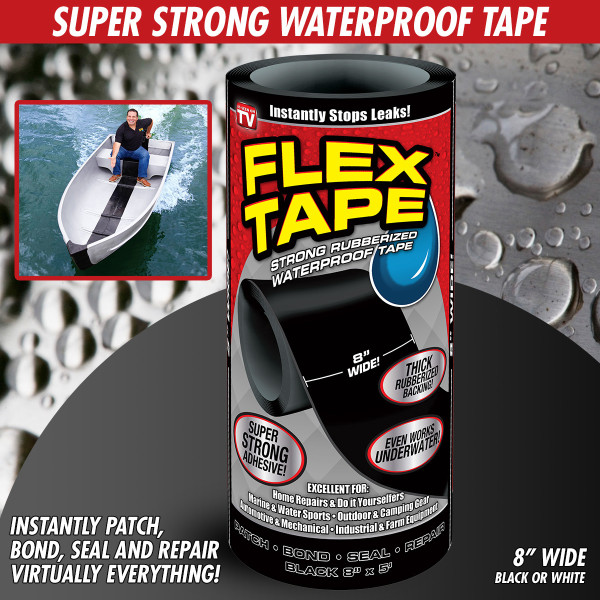 SUPER STRONG WATERPROOF TAPE
AS SEEN ON
TV
Instantly Stops Leaks!
FLEX
TAPE™
STRONG RUBBERIZED
WATERPROOF TAPE
8"
WIDE!
THICK
RUBBERIZED
BACKING!
SUPER
STRONG
ADHESIVE!
EVEN WORKS
UNDERWATER!
EXCELLENT FOR:
Home Repairs & Do it Yourselfers
Marine & Water Sports • Outdoor & Camping Gear
Automotive & Mechanical • Industrial & Farm Equipment
PATCH • BOND • SEAL • REPAIR
BLACK 8" x 5'
INSTANTLY PATCH,
BOND, SEAL AND REPAIR
VIRTUALLY EVERYTHING!
8" WIDE
BLACK OR WHITE